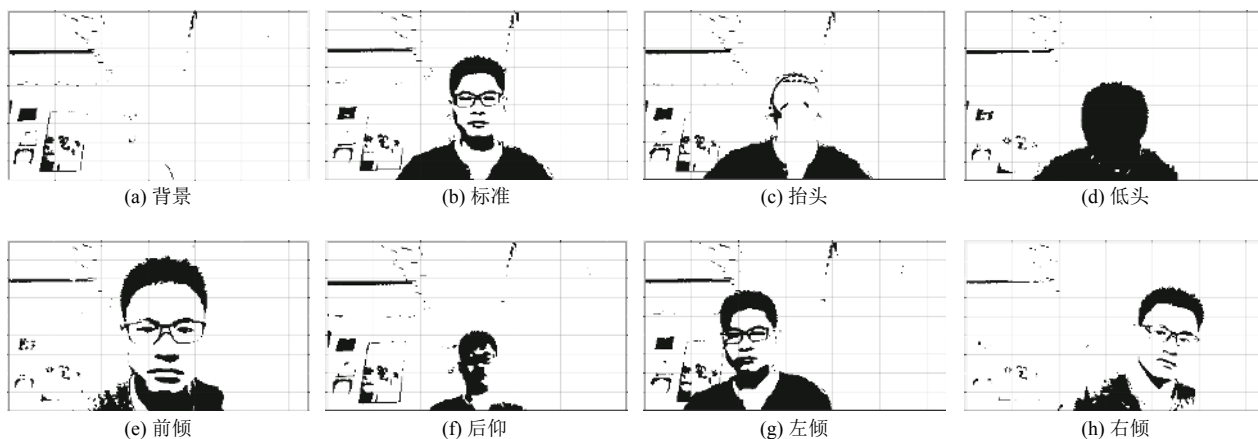 (a) 背景
(b) 标准
(c) 抬头
(d) 低头
(e) 前倾
(f) 后仰
(g) 左倾
(h) 右倾